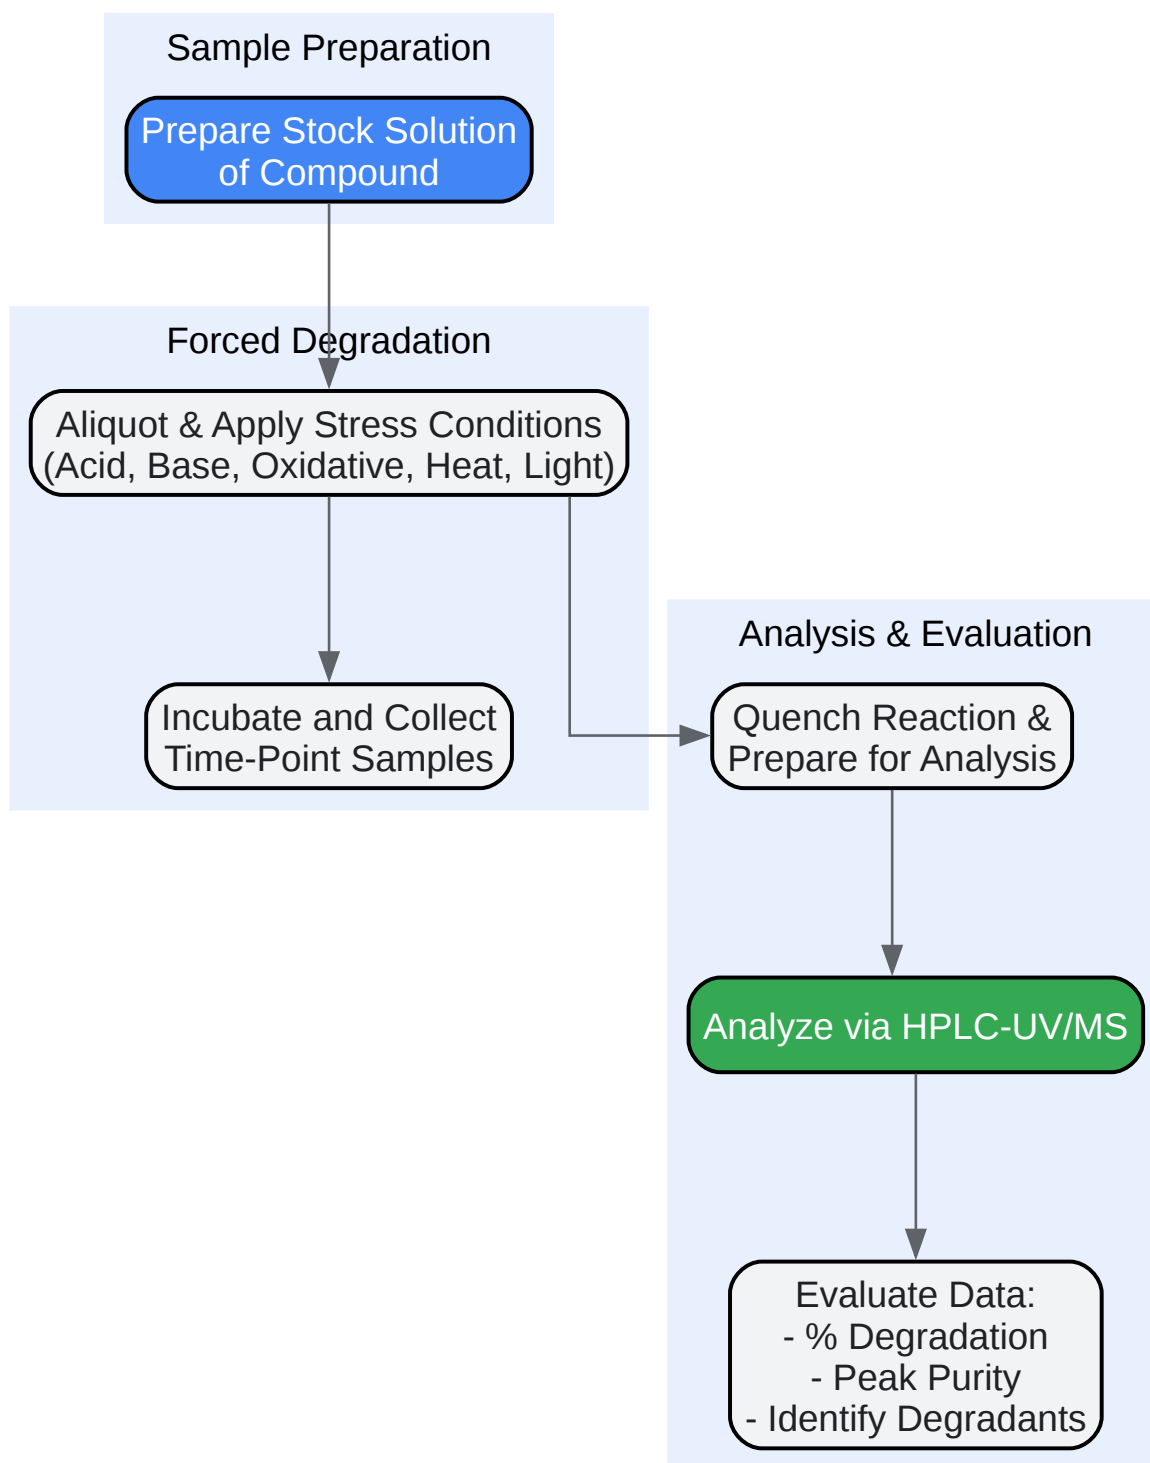 Sample Preparation
Prepare Stock Solution
of Compound
Forced Degradation
Aliquot & Apply Stress Conditions
(Acid, Base, Oxidative, Heat, Light)
Incubate and Collect
Time-Point Samples
Analysis & Evaluation
Quench Reaction &
Prepare for Analysis
Analyze via HPLC-UV/MS
Evaluate Data:
- % Degradation
- Peak Purity
- Identify Degradants